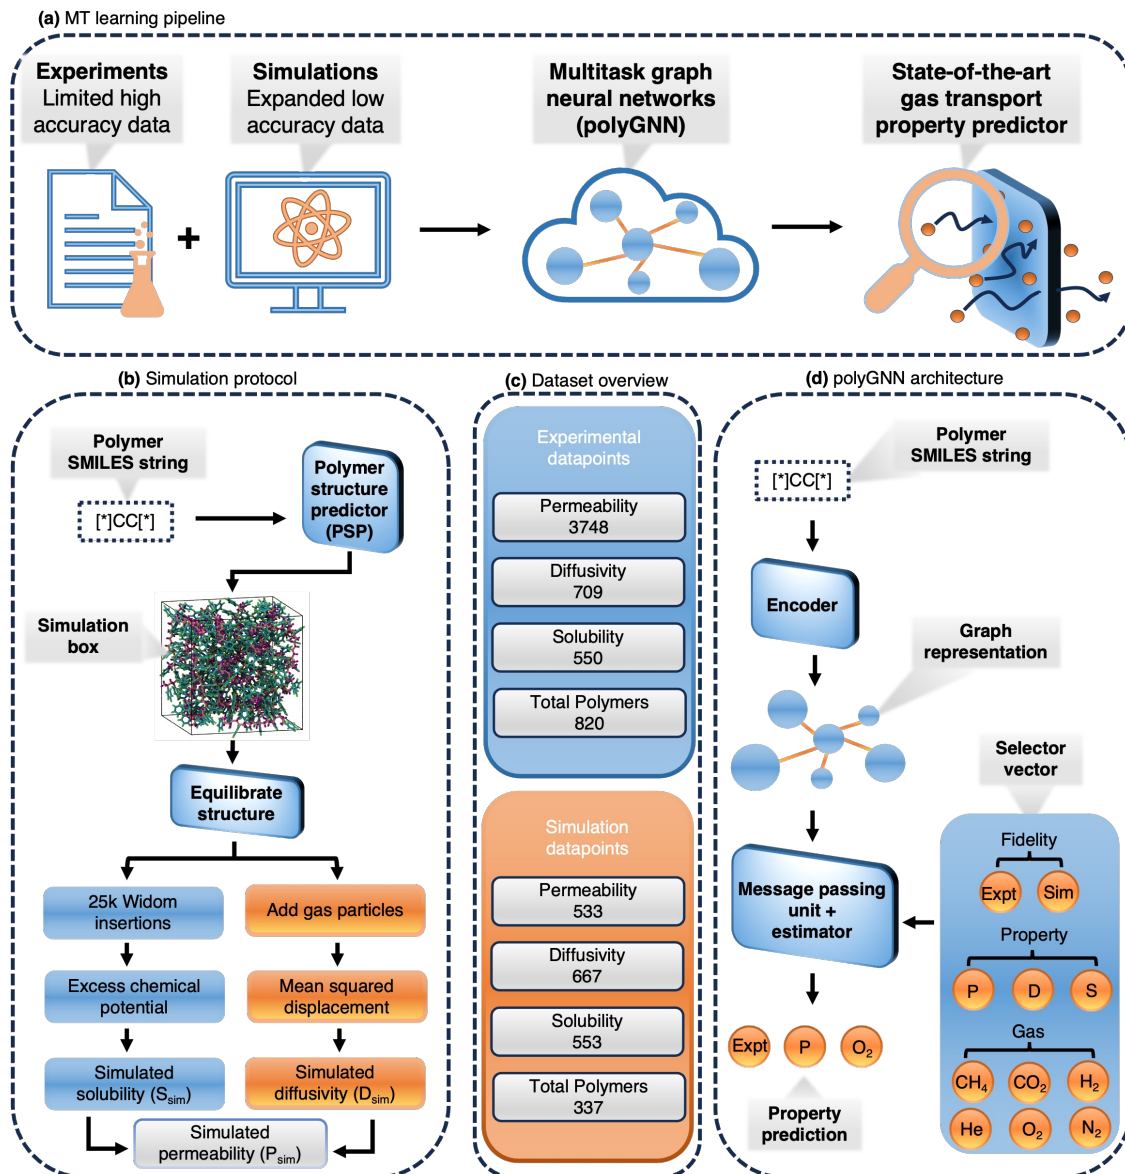 (a) MT learning pipeline
Experiments
Limited high
accuracy data
Simulations
Expanded low
accuracy data
Multitask graph
neural networks
(polyGNN)
State-of-the-art
gas transport
property predictor
+
(b) Simulation protocol
Polymer
SMILES string
[*]CC[*]
Polymer
structure
predictor
(PSP)
Simulation
box
Equilibrate
structure
25k Widom
insertions
Add gas particles
Excess chemical
potential
Mean squared
displacement
Simulated
solubility (Ssim)
Simulated
diffusivity (Dsim)
Simulated
permeability (Psim)
(c) Dataset overview
Experimental
datapoints
Permeability
3748
Diffusivity
709
Solubility
550
Total Polymers
820
Simulation
datapoints
Permeability
533
Diffusivity
667
Solubility
553
Total Polymers
337
(d) polyGNN architecture
Polymer
SMILES string
[*]CC[*]
Encoder
Graph
representation
Selector
vector
Message passing
unit +
estimator
Fidelity
Expt Sim
Property
P D S
Gas
CH4 CO2 H2
He O2 N2
Expt P O2
Property
prediction